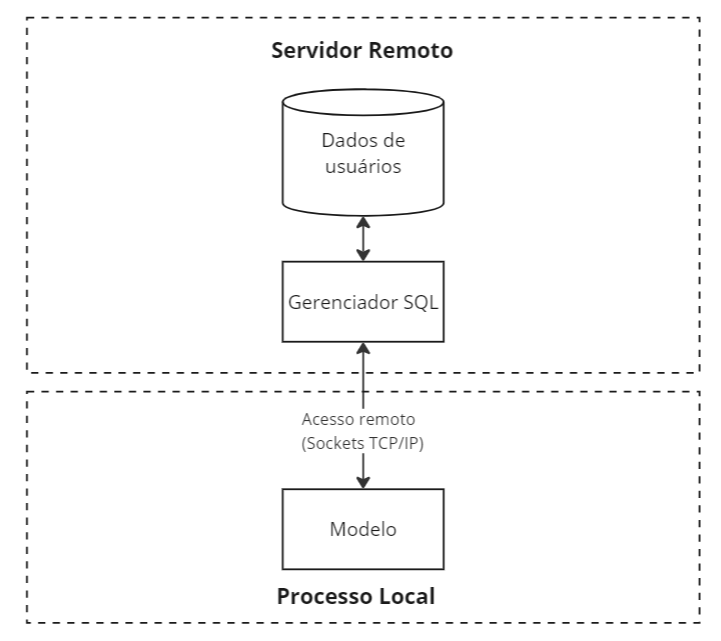 Servidor Remoto
Dados de
usuários
Gerenciador SQL
Acesso remoto
(Sockets TCP/IP)
Modelo
Processo Local